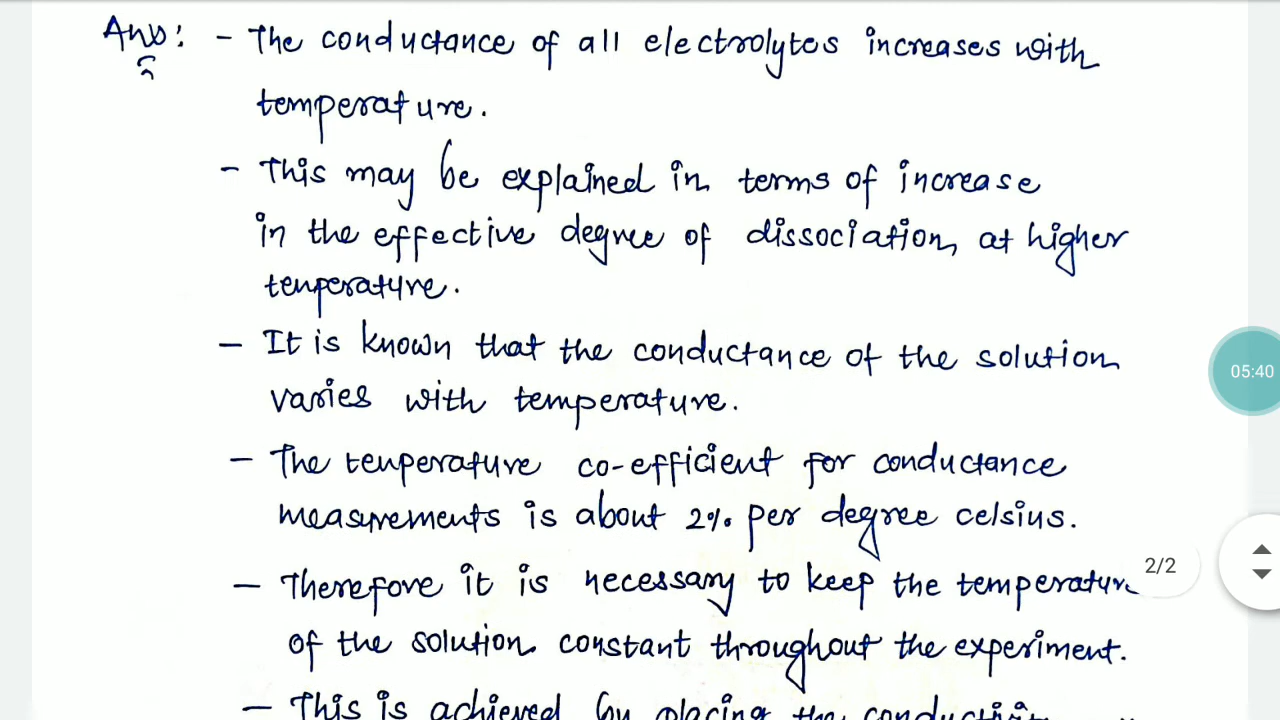 Ans: - The conductance of all electrolytes increases with
temperature.
- This may be explained in terms of increase
in the effective degree of dissociation, at higher
temperature.
- It is known that the conductance of the solution
varies with temperature.
05:40
- The temperature co-efficient for conductance
measurements is about 2% per degree celsius.
- Therefore it is necessary to keep the temperature
2/2
of the solution constant throughout the experiment.
- This is achieved by placing the